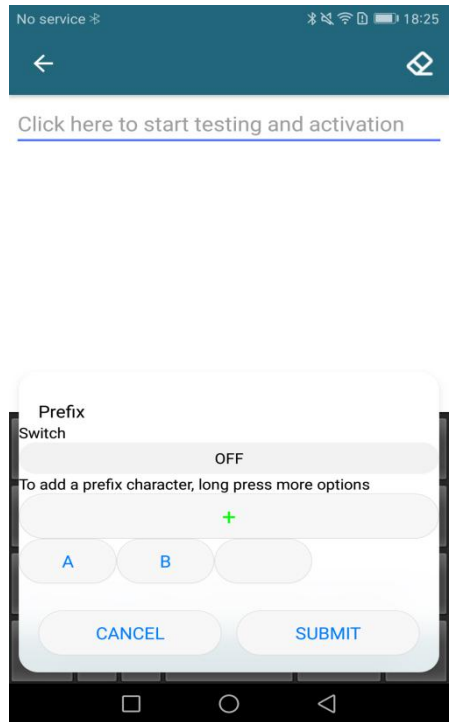 No service 18:25
Click here to start testing and activation
Prefix
Switch
OFF
To add a prefix character, long press more options
+
A B
CANCEL SUBMIT